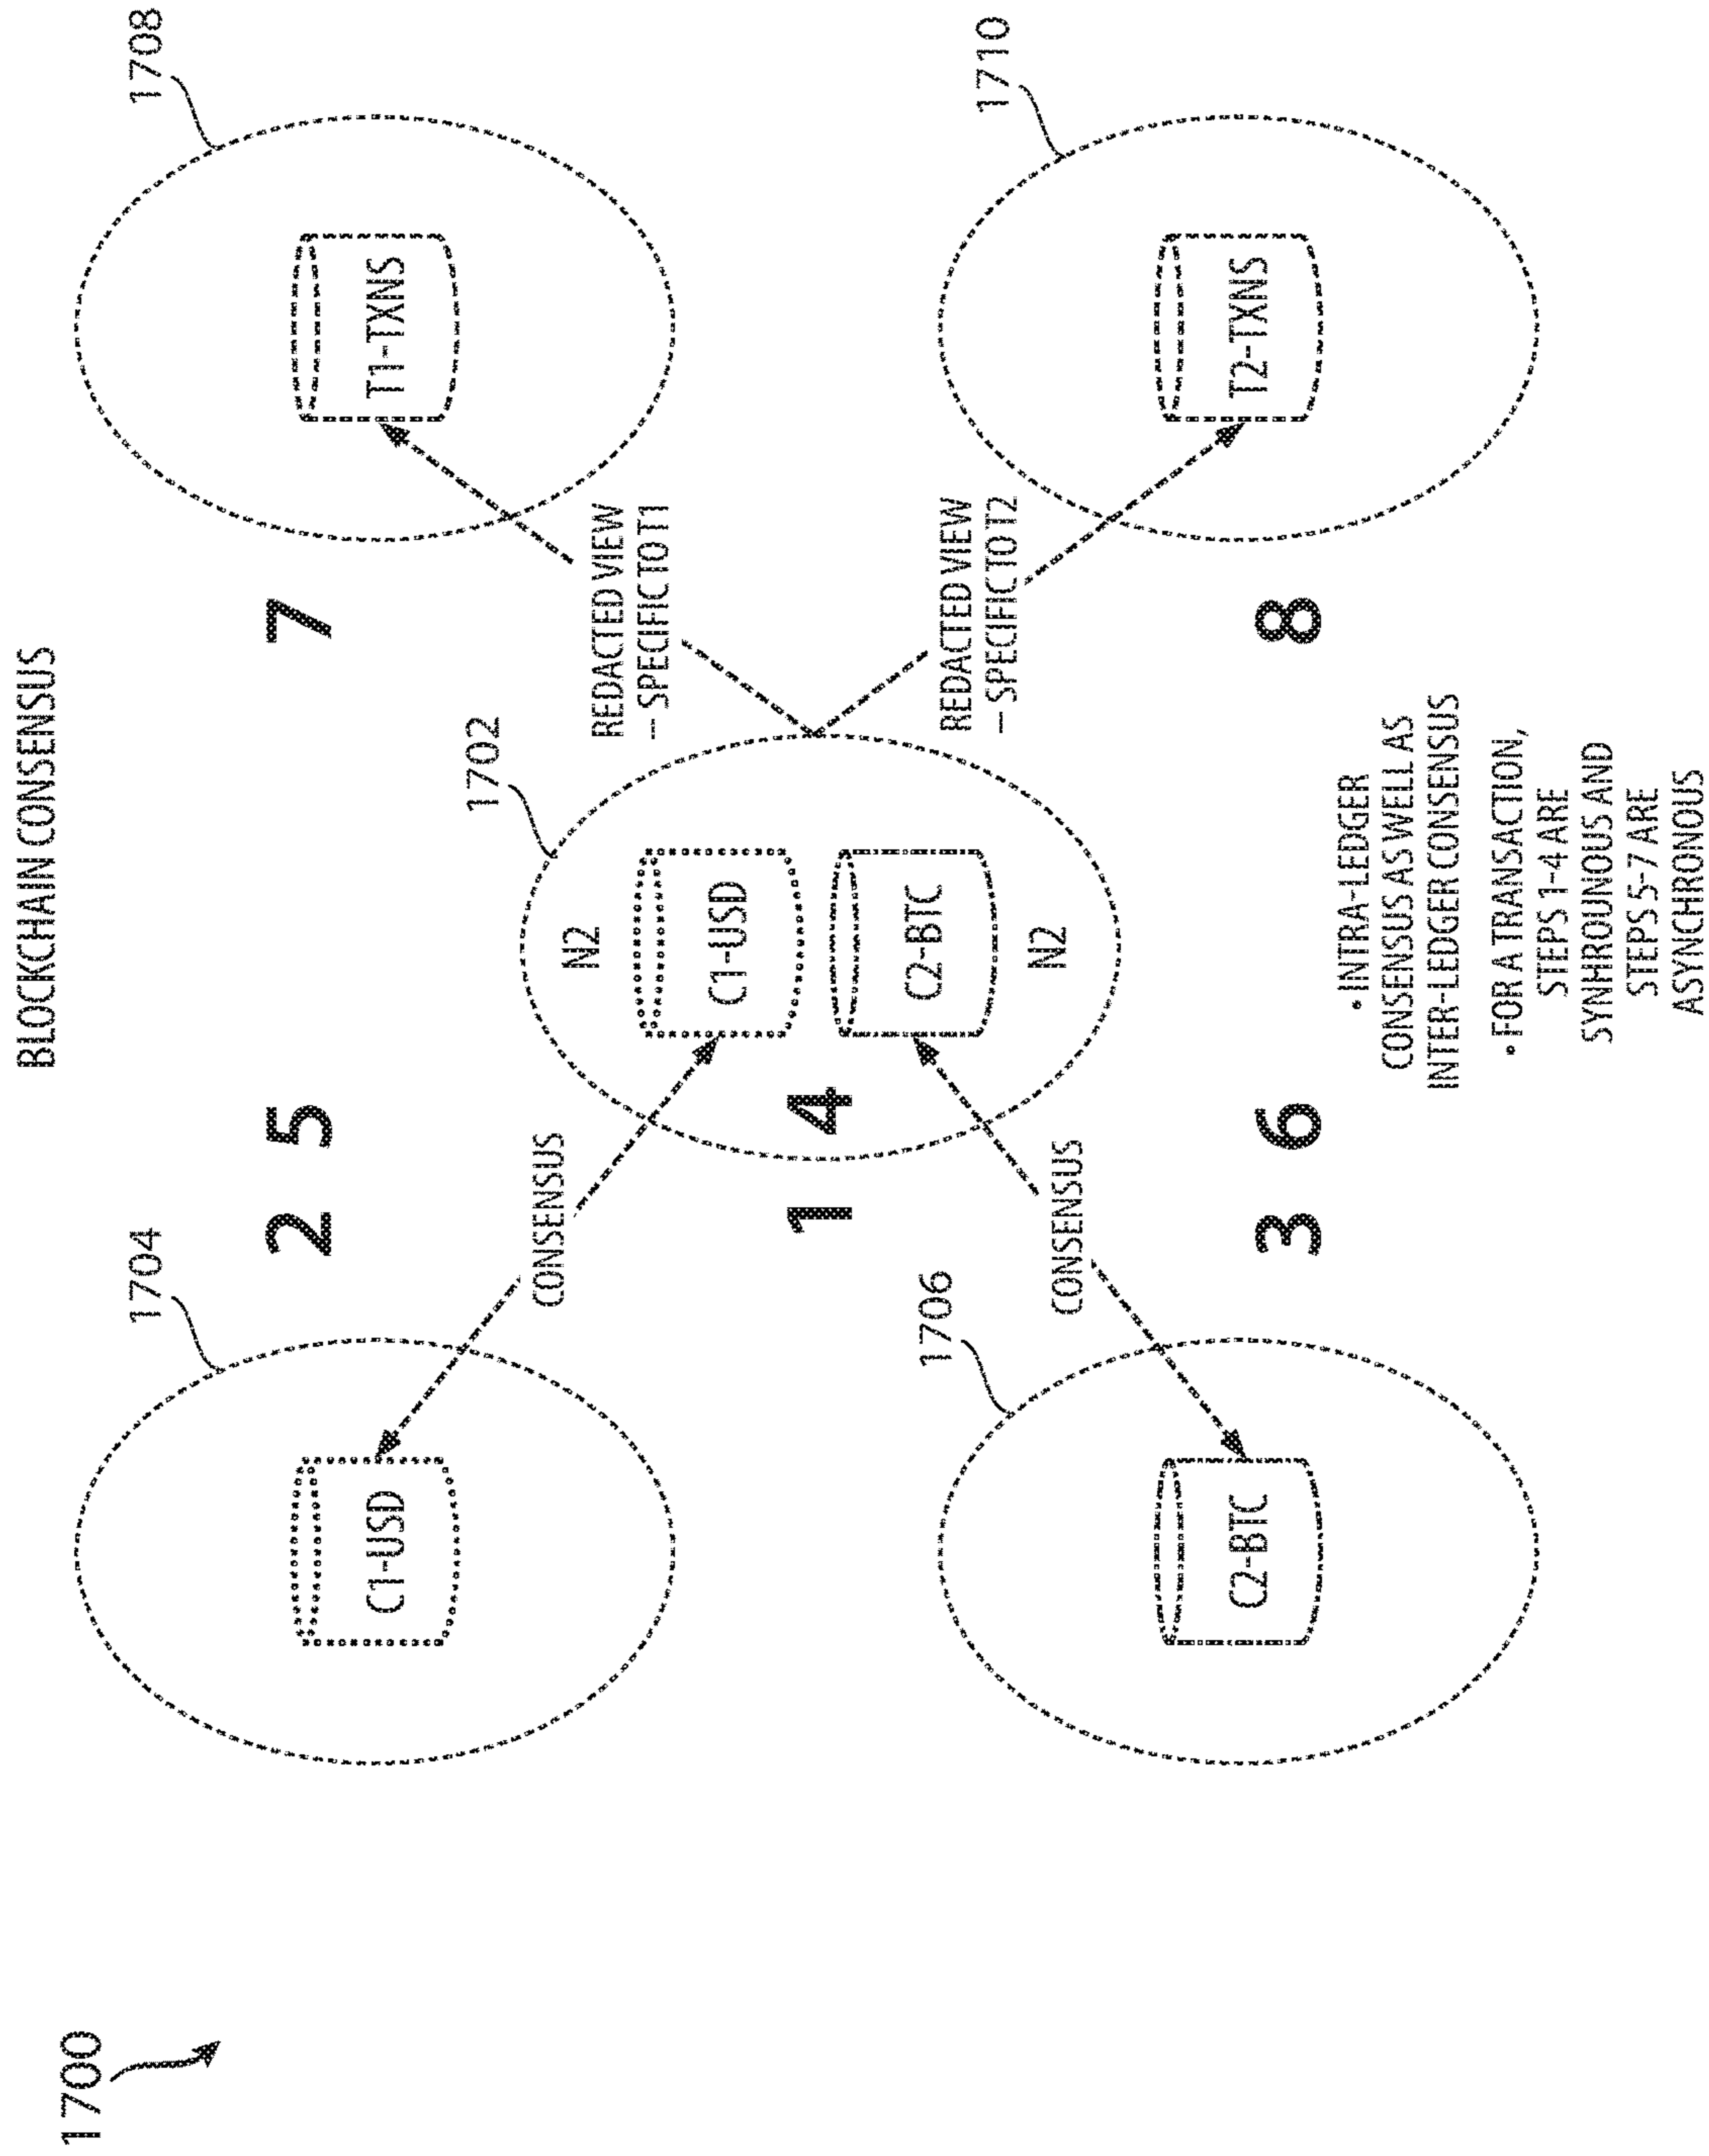 BLOCKCHAIN CONSENSUS
1700
1704
2 5
7
1708
C1-USD
CONSENSUS
REDACTED VIEW
– SPECIFIC TO T1
T1-TXNS
1702
N2
C1-USD
1 4
C2-BTC
N2
1706
C2-BTC
CONSENSUS
3 6
REDACTED VIEW
– SPECIFIC TO T2
8
1710
T2-TXNS
• INTRA-LEDGER
CONSENSUS AS WELL AS
INTER-LEDGER CONSENSUS
• FOR A TRANSACTION,
STEPS 1-4 ARE
SYNHROUNOUS AND
STEPS 5-7 ARE
ASYNCHRONOUS